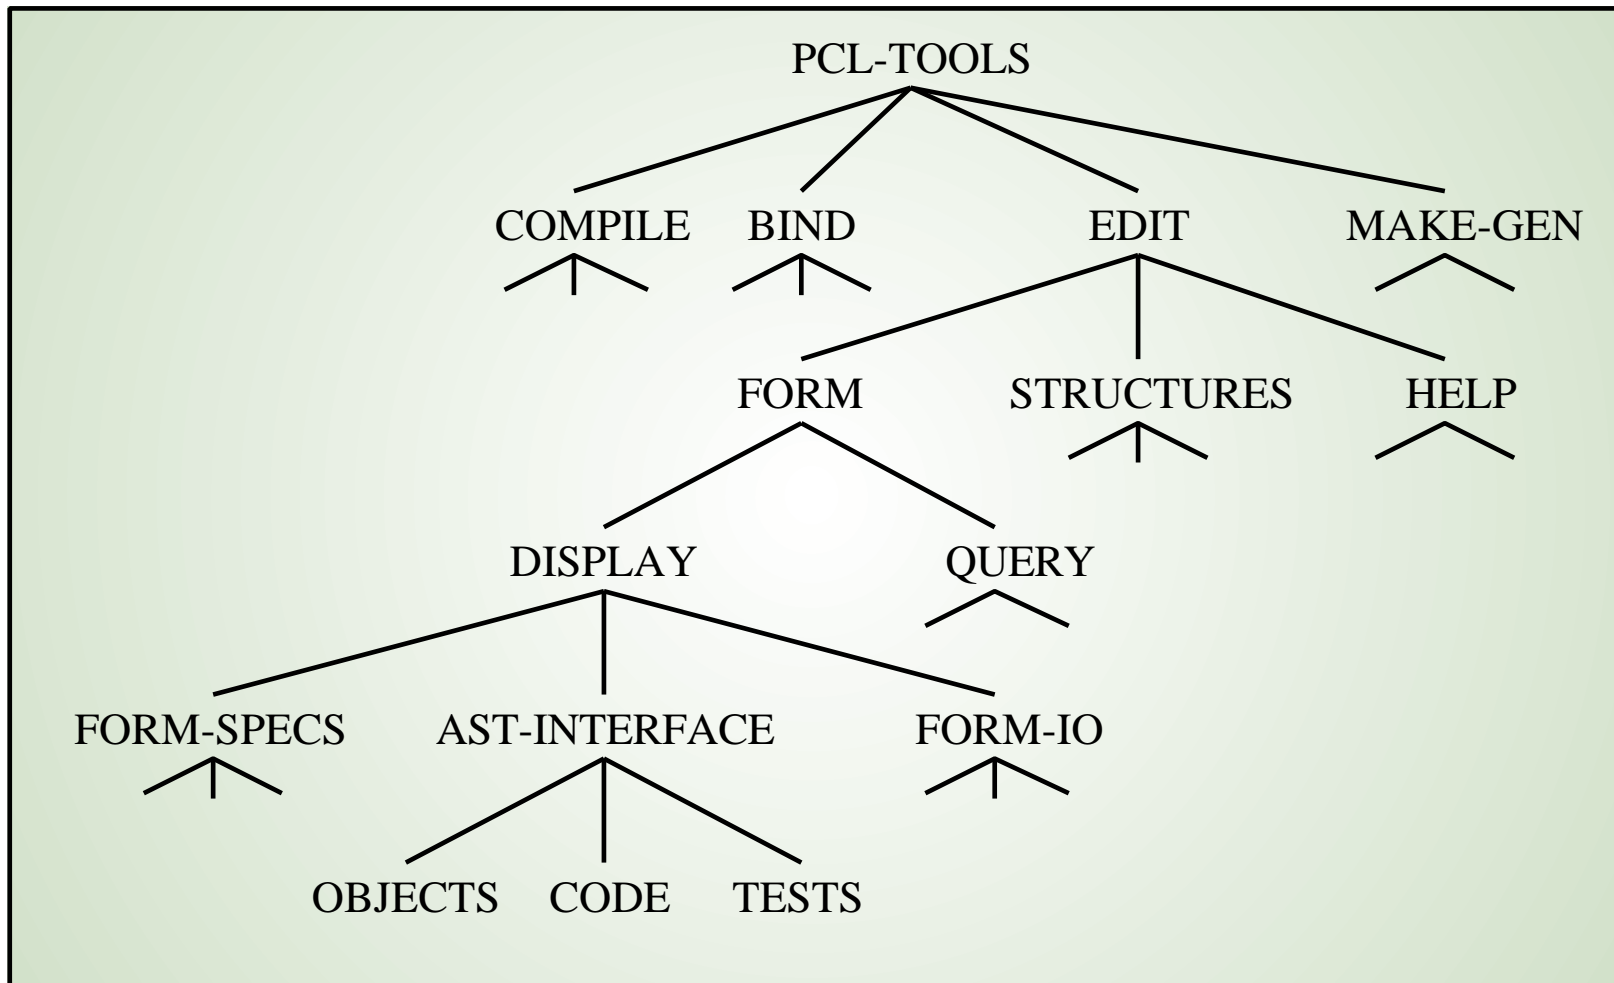 PCL-TOOLS
COMPILE BIND EDIT MAKE-GEN
FORM STRUCTURES HELP
DISPLAY QUERY
FORM-SPECS AST-INTERFACE FORM-IO
OBJECTS CODE TESTS